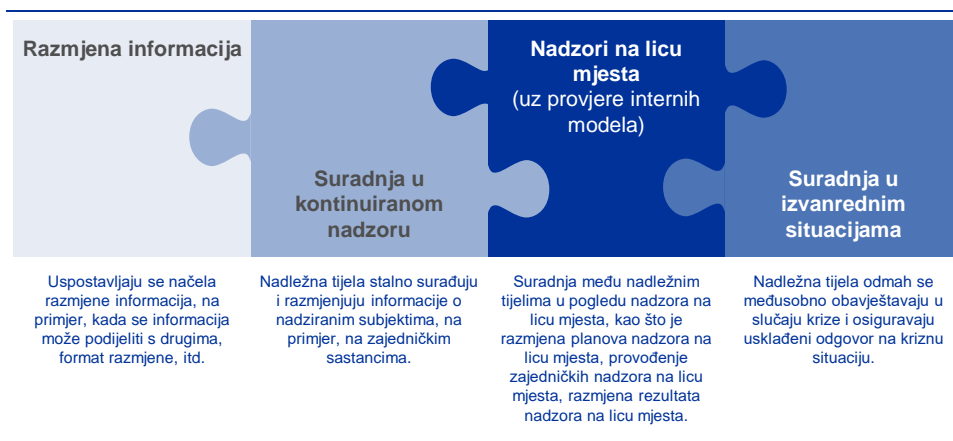 Razmjena informacija
Suradnja u
kontinuiranom
nadzoru
Nadzori na licu
mjesta
(uz provjere internih
modela)
Suradnja u
izvanrednim
situacijama
Uspostavljaju se načela
razmjene informacija, na
primjer, kada se informacija
može podijeliti s drugima,
format razmjene, itd.
Nadležna tijela stalno surađuju
i razmjenjuju informacije o
nadziranim subjektima, na
primjer, na zajedničkim
sastancima.
Suradnja među nadležnim
tijelima u pogledu nadzora na
licu mjesta, kao što je
razmjena planova nadzora na
licu mjesta, provođenje
zajedničkih nadzora na licu
mjesta, razmjena rezultata
nadzora na licu mjesta.
Nadležna tijela odmah se
međusobno obavještavaju u
slučaju krize i osiguravaju
usklađeni odgovor na kriznu
situaciju.